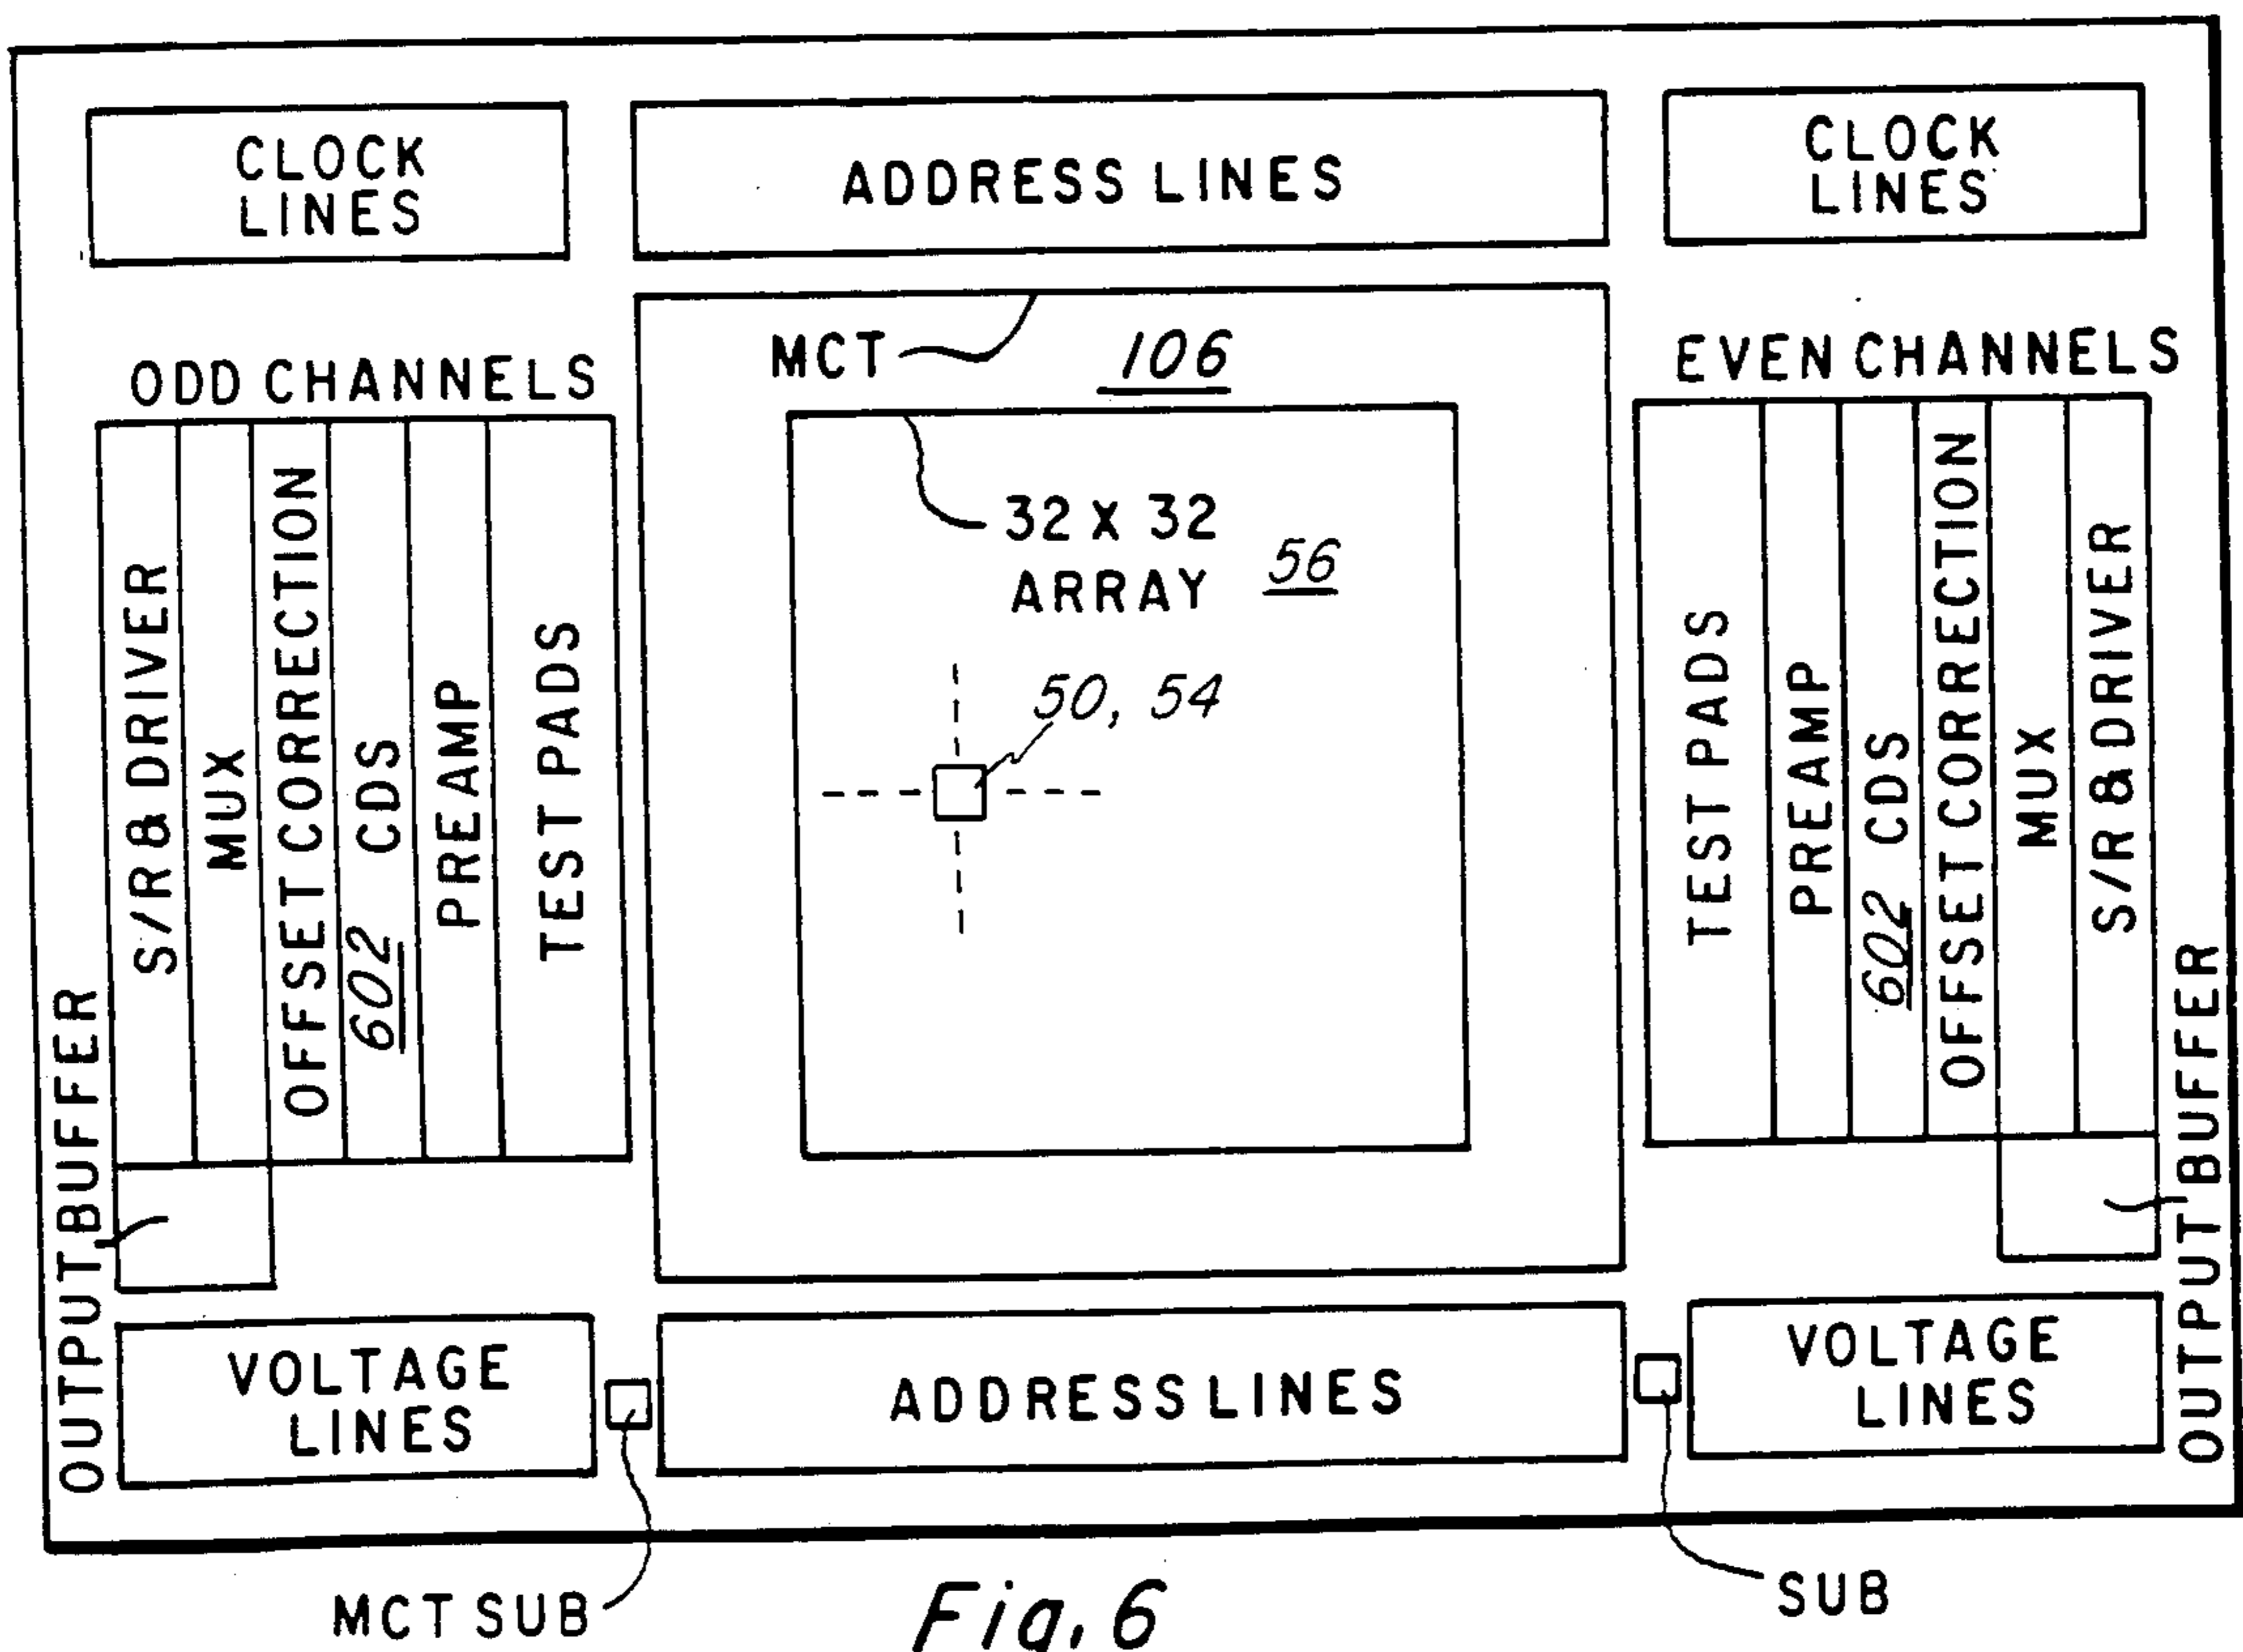 CLOCK
LINES
ADDRESS LINES
CLOCK
LINES
MCT
106
ODD CHANNELS
EVEN CHANNELS
S/R & DRIVER
MUX
OFFSET CORRECTION
602 CDS
PREAMP
TEST PADS
32 X 32
ARRAY
56
50, 54
TEST PADS
PREAMP
602 CDS
OFFSET CORRECTION
MUX
S/R & DRIVER
OUTPUT BUFFER
OUTPUT BUFFER
VOLTAGE
LINES
ADDRESS LINES
VOLTAGE
LINES
MCT SUB
SUB
Fig. 6